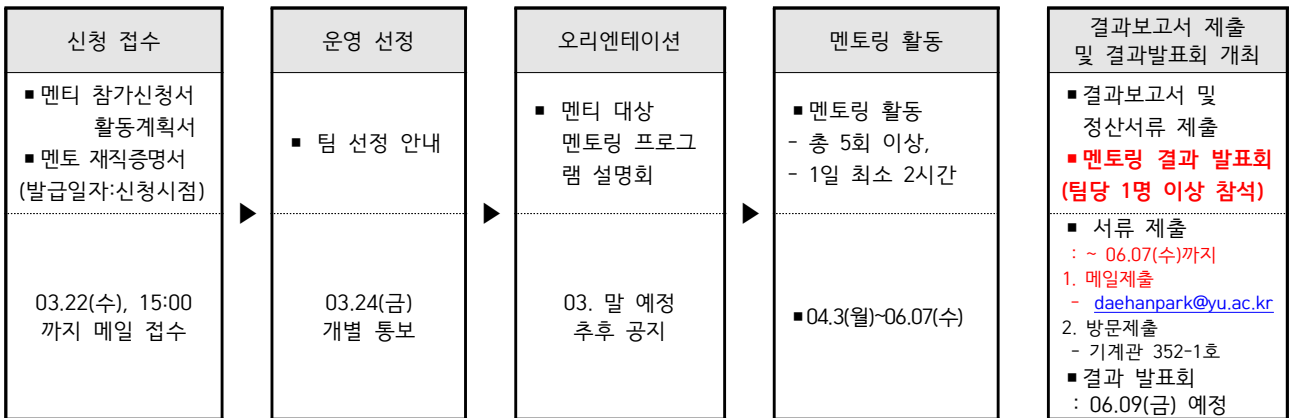 신청 접수
■ 멘티 참가신청서
활동계획서
■ 멘토 재직증명서
(발급일자:신청시점)
03.22(수), 15:00
까지 메일 접수
▶
운영 선정
■ 팀 선정 안내
03.24(금)
개별 통보
▶
오리엔테이션
■ 멘티 대상
멘토링 프로그
램 설명회
03. 말 예정
추후 공지
▶
멘토링 활동
■ 멘토링 활동
- 총 5회 이상,
- 1일 최소 2시간
■ 04.3(월)~06.07(수)
결과보고서 제출
및 결과발표회 개최
■ 결과보고서 및
정산서류 제출
■ 멘토링 결과 발표회
(팀당 1명 이상 참석)
■ 서류 제출
: ~ 06.07(수)까지
1. 메일제출
- daehanpark@yu.ac.kr
2. 방문제출
- 기계관 352-1호
■ 결과 발표회
: 06.09(금) 예정